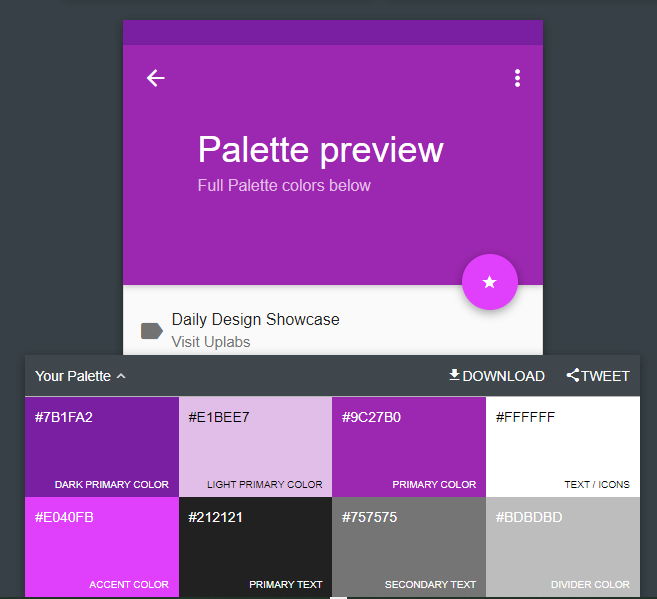 Palette preview
Full Palette colors below
Daily Design Showcase
Visit Uplabs
Your Palette
DOWNLOAD
TWEET
#7B1FA2
#E1BEE7
#9C27B0
#FFFFFF
DARK PRIMARY COLOR
LIGHT PRIMARY COLOR
PRIMARY COLOR
TEXT / ICONS
#E040FB
#212121
#757575
#BDBDBD
ACCENT COLOR
PRIMARY TEXT
SECONDARY TEXT
DIVIDER COLOR